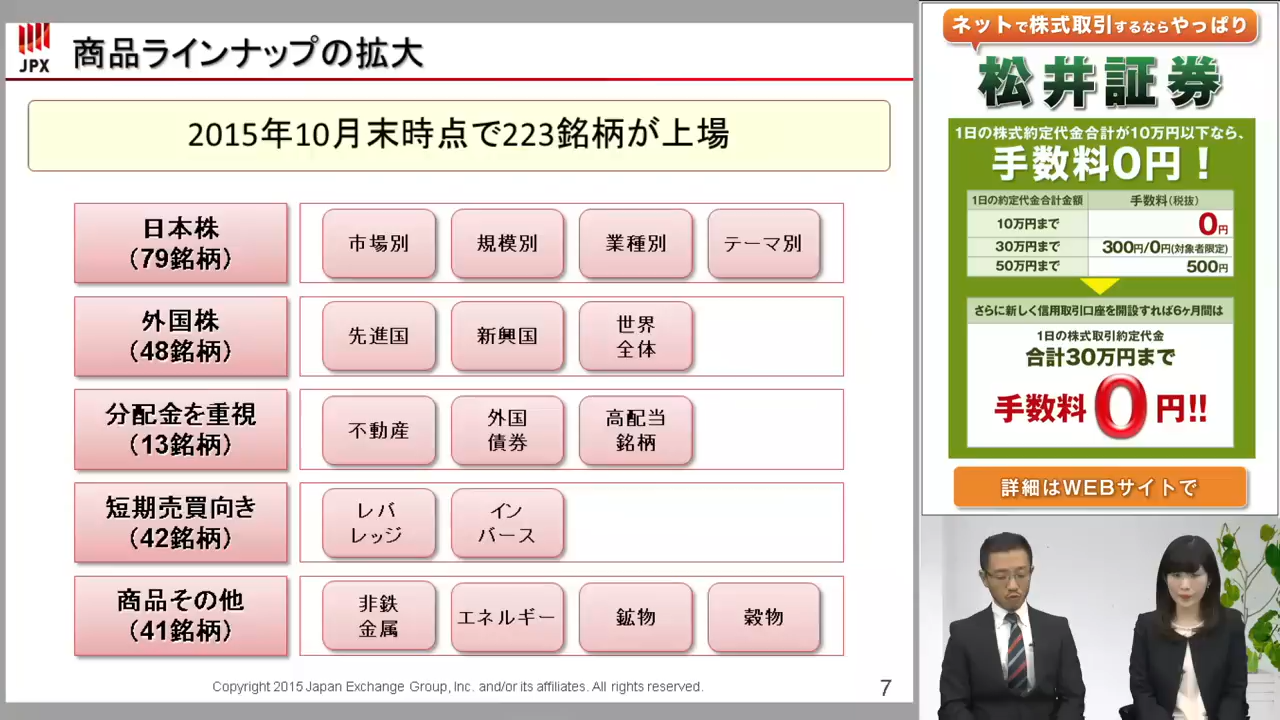 JPX
商品ラインナップの拡大
2015年10月末時点で223銘柄が上場
日本株
（79銘柄）
市場別
規模別
業種別
テーマ別
外国株
（48銘柄）
先進国
新興国
世界
全体
分配金を重視
（13銘柄）
不動産
外国
債券
高配当
銘柄
短期売買向き
（42銘柄）
レバ
レッジ
イン
バース
商品その他
（41銘柄）
非鉄
金属
エネルギー
鉱物
穀物
Copyright 2015 Japan Exchange Group, Inc. and/or its affiliates. All rights reserved.
7
ネットで株式取引するならやっぱり
松井証券
1日の株式約定代金合計が10万円以下なら、
手数料0円！
1日の約定代金合計金額 手数料（税抜）
10万円まで 0円
30万円まで 300円/0円(対象者限定)
50万円まで 500円
さらに新しく信用取引口座を開設すれば6ヶ月間は
1日の株式取引約定代金
合計30万円まで
手数料0円!!
詳細はWEBサイトで